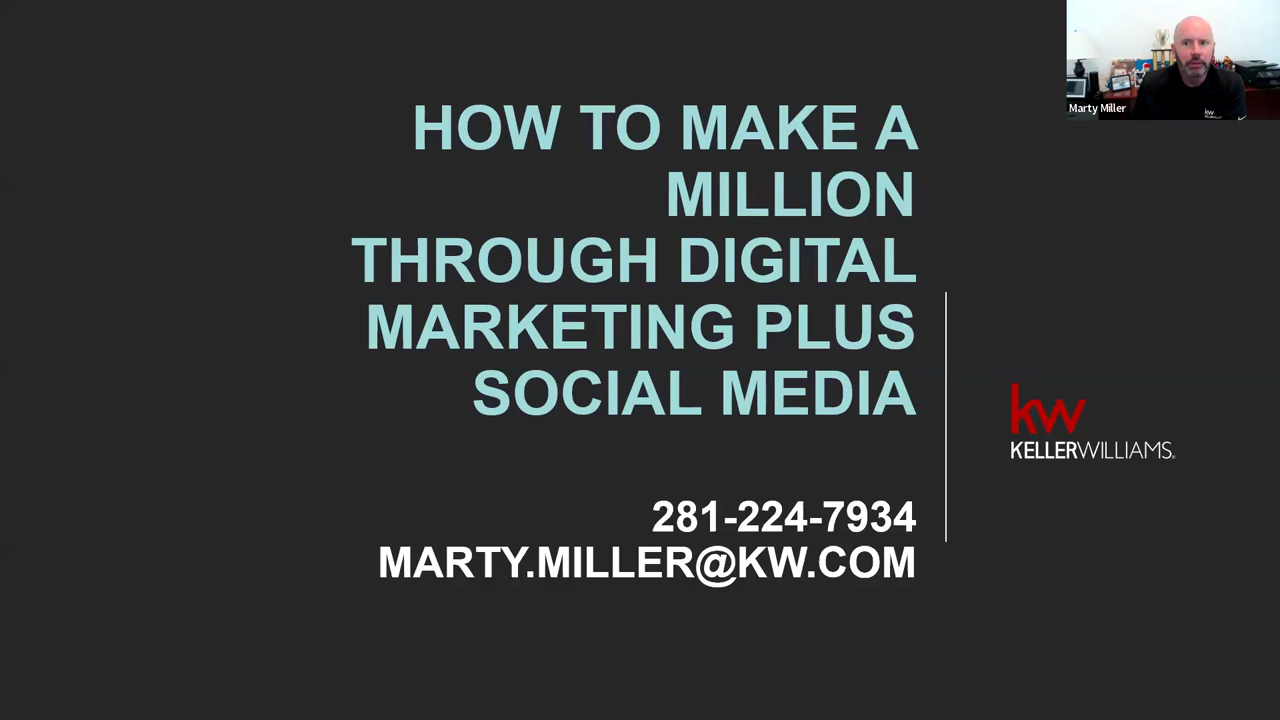 HOW TO MAKE A
MILLION
THROUGH DIGITAL
MARKETING PLUS
SOCIAL MEDIA
281-224-7934
MARTY.MILLER@KW.COM
kw
KELLERWILLIAMS.
Marty Miller
kw